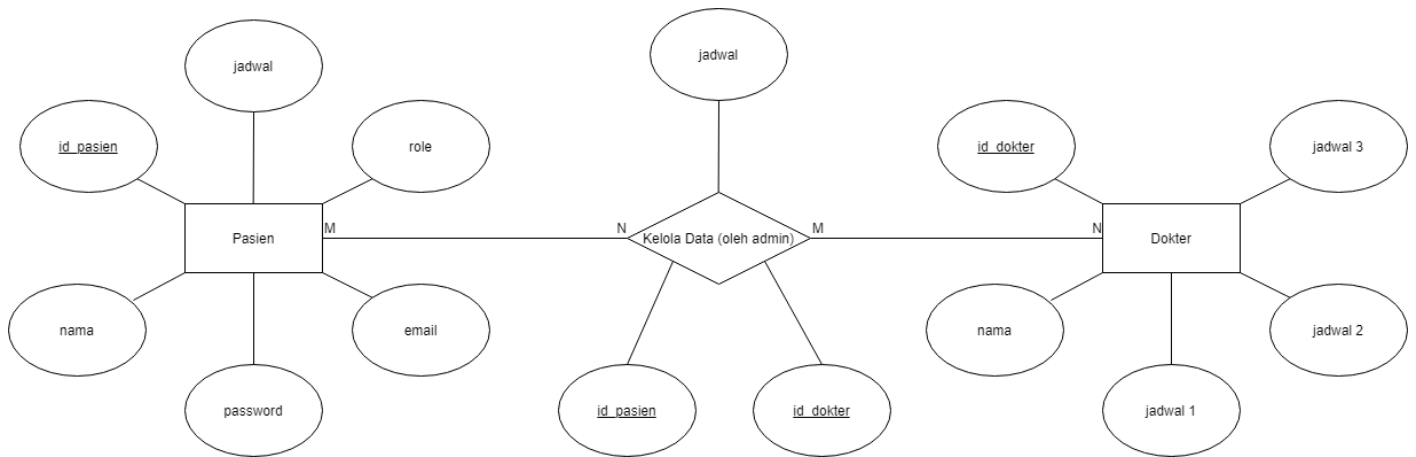 jadwal
jadwal
id_pasien
role
id_dokter
jadwal 3
Pasien
M
N
Kelola Data (oleh admin)
M
N
Dokter
nama
email
nama
jadwal 2
password
id_pasien
id_dokter
jadwal 1